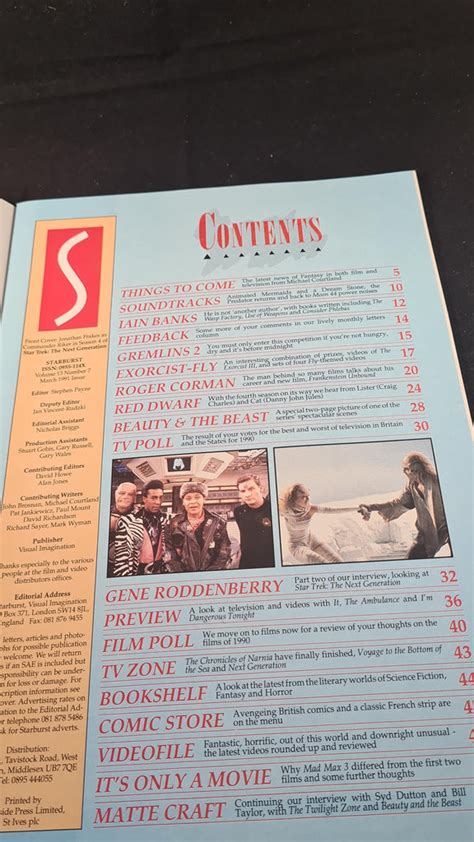 S
Front Cover: Jonathan Frakes as
Commander Riker in Season 4 of
Star Trek: The Next Generation
STARBURST
ISSN-0955-114X
Volume 13 Number 7
March 1991 Issue
Editor Stephen Payne
Deputy Editor
Jan Vincent-Rudzki
Editorial Assistant
Nicholas Briggs
Production Assistants
Stuart Gobin, Gary Russell,
Gary Wales
Contributing Editors
David Howe
Alan Jones
Contributing Writers
John Brosnan, Michael Courtland
Pat Jankiewicz, Paul Mount
David Richardson
Richard Sayer, Mark Wyman
Publisher
Visual Imagination
thanks especially to the various
people at the film and video
distributors offices.
Editorial Address
Starburst, Visual Imagination
Box 371, London SW14 8JL,
England Fax: 081 876 9455
letters, articles and photo-
for possible publication
welcome. We will return
if an SAE is included but
responsibility can be under-
for loss or damage. For
subscription information see
over. Advertising rates on
to the Editorial Ad-
or telephone 081 878 5486
ask for Starburst adverts.
Distribution:
Tavistock Road, West
Middlesex UB7 7QE
Tel: 0895 444055
Printed by
side Press Limited,
St Ives plc
CONTENTS
THINGS TO COME The latest news of Fantasy in both film and
television from Michael Courtland 5
SOUNDTRACKS Animated Mermaids and a Dream Stone, the
Predator returns and back to Moon 44 power noises 10
IAIN BANKS He is not 'another author', with books written including The
Wasp Factory, Use of Weapons and Consider Phlebas 12
FEEDBACK Some more of your comments in our lively monthly letters
column 14
GREMLINS 2 You must only enter this competition if you're not hungry,
dry and it's before midnight 15
EXORCIST-FLY An interesting combination of prizes, videos of The
Exorcist III, and sets of four Fly-themed videos 17
ROGER CORMAN The man behind so many films talks about his
career and new film, Frankenstein Unbound 20
RED DWARF With the fourth season on its way we hear from Lister (Craig
Charles) and Cat (Danny John Jules) 24
BEAUTY & THE BEAST A special two-page picture of one of the
series' spectacular scenes 28
TV POLL The result of your votes for the best and worst of television in Britain
and the States for 1990 30
GENE RODDENBERRY Part two of our interview, looking at
Star Trek: The Next Generation 32
PREVIEW A look at television and videos with It, The Ambulance and I'm
Dangerous Tonight 36
FILM POLL We move on to films now for a review of your thoughts on the
films of 1990 40
TV ZONE The Chronicles of Narnia have finally finished, Voyage to the Bottom of
the Sea and Next Generation 43
BOOKSHELF A look at the latest from the literary worlds of Science Fiction,
Fantasy and Horror 44
COMIC STORE Avengeing British comics and a classic French strip are
on the menu
VIDEOFILE Fantastic, horrific, out of this world and downright unusual -
the latest videos rounded up and reviewed
IT'S ONLY A MOVIE Why Mad Max 3 differed from the first two
films and some further thoughts
MATTE CRAFT Continuing our interview with Syd Dutton and Bill
Taylor, with The Twilight Zone and Beauty and the Beast